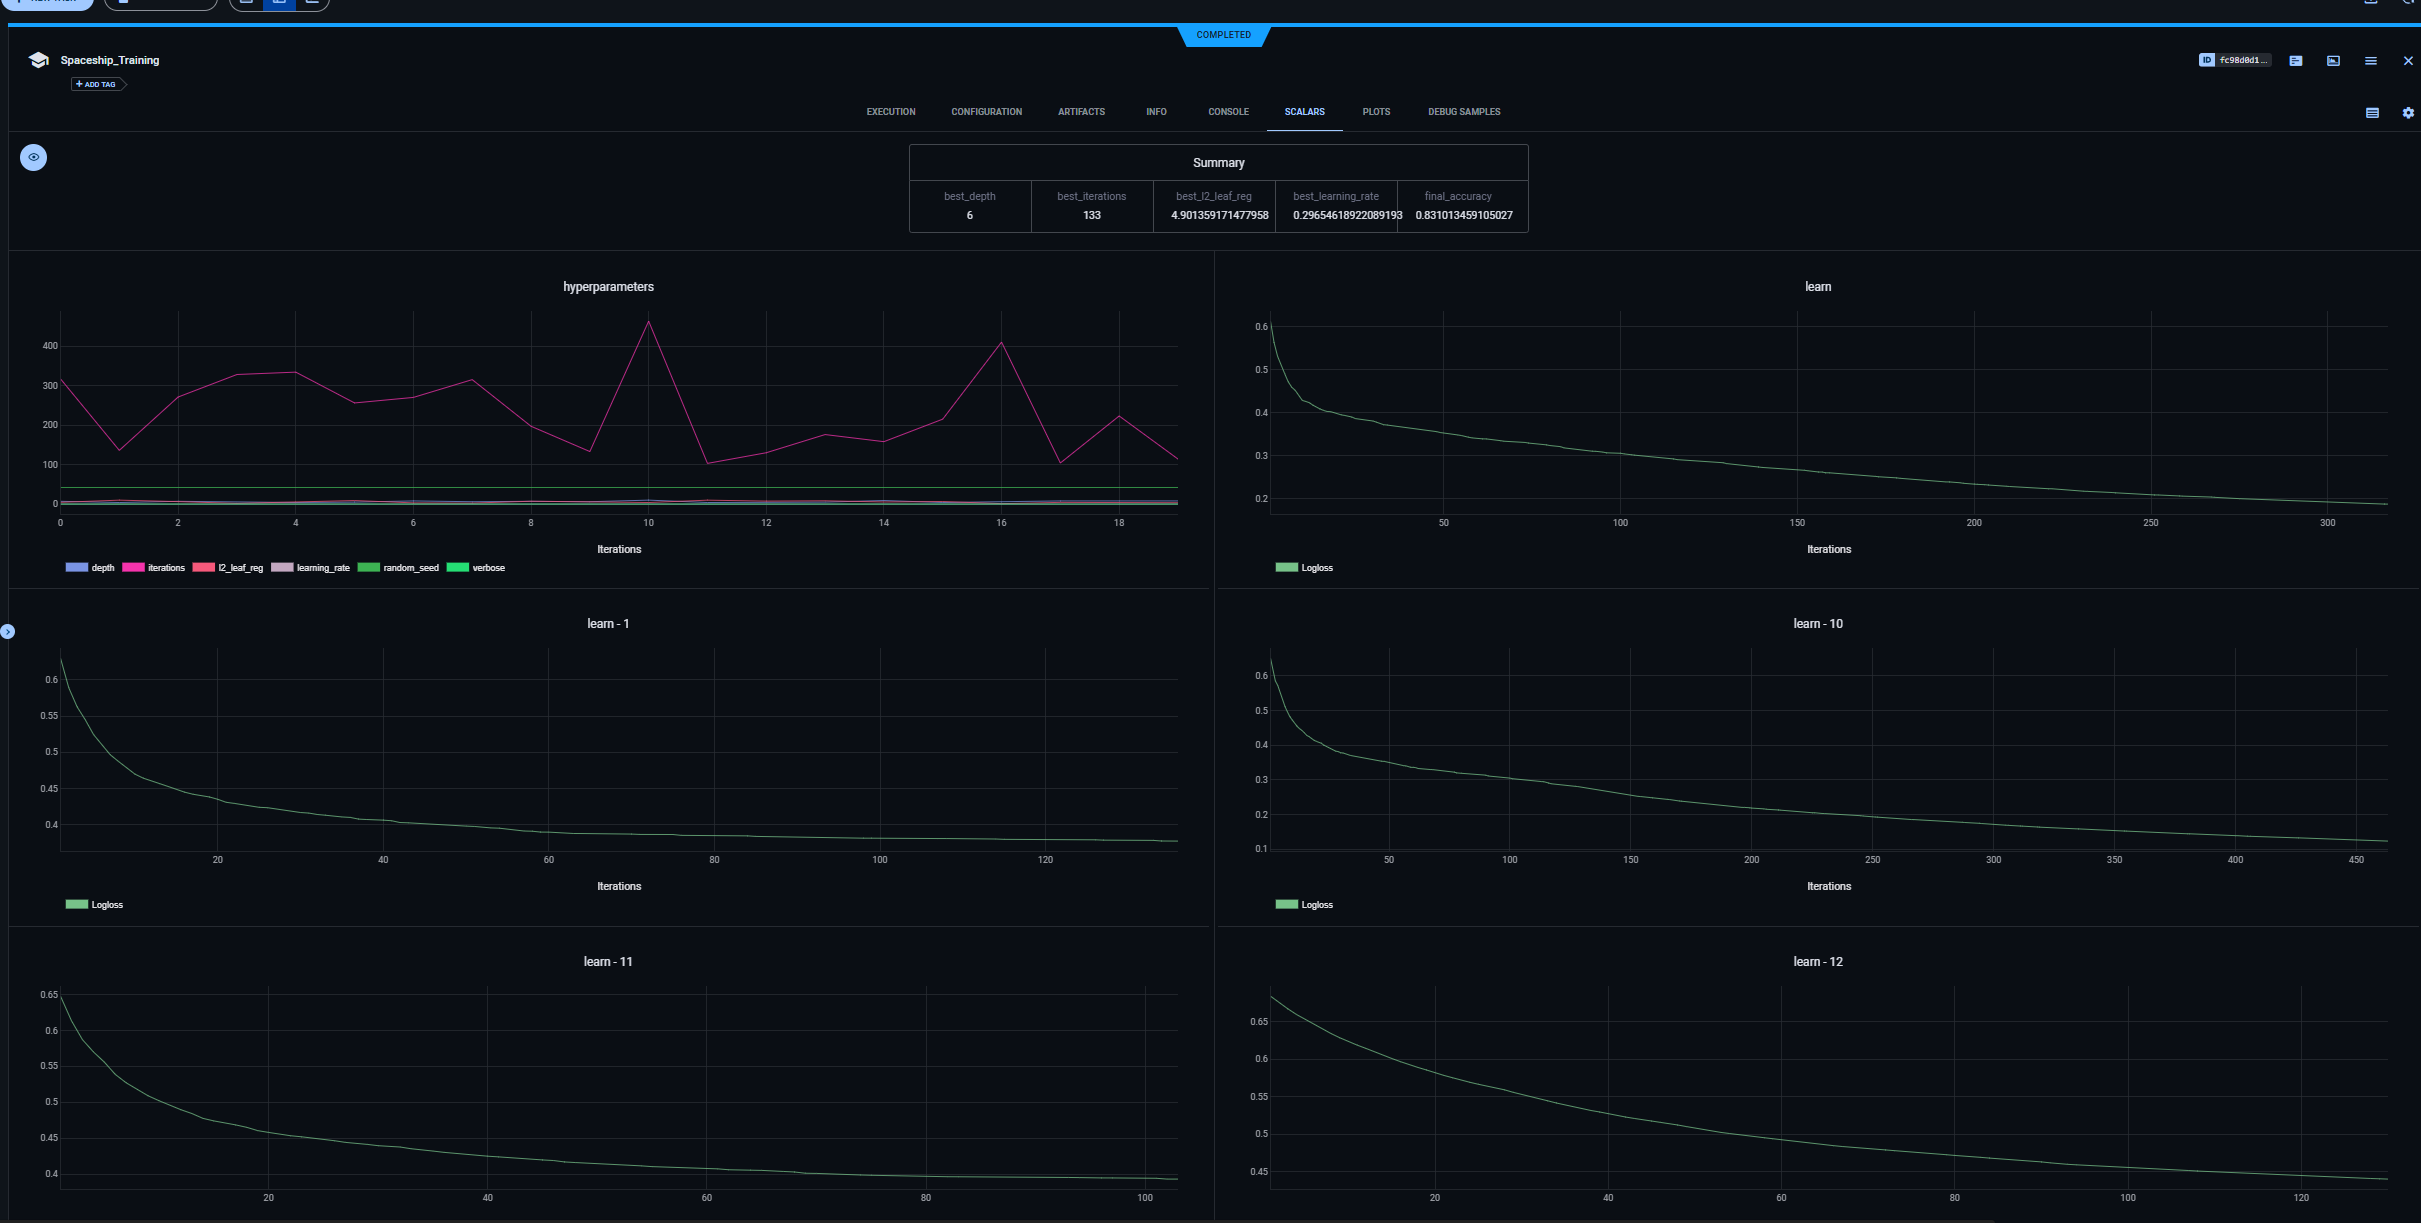 COMPLETED
Spaceship_Training
ID fc98d0d1...
+ ADD TAG
EXECUTION CONFIGURATION ARTIFACTS INFO CONSOLE SCALARS PLOTS DEBUG SAMPLES
Summary
best_depth best_iterations best_l2_leaf_reg best_learning_rate final_accuracy
6 133 4.901359171477958 0.29654618922089193 0.831013459105027
hyperparameters
400
300
200
100
0
0 2 4 6 8 10 12 14 16 18
Iterations
depth iterations l2_leaf_reg learning_rate random_seed verbose
learn
0.6
0.5
0.4
0.3
0.2
50 100 150 200 250 300
Iterations
Logloss
learn - 1
0.6
0.55
0.5
0.45
0.4
20 40 60 80 100 120
Iterations
Logloss
learn - 10
0.6
0.5
0.4
0.3
0.2
0.1
50 100 150 200 250 300 350 400 450
Iterations
Logloss
learn - 11
0.65
0.6
0.55
0.5
0.45
0.4
20 40 60 80 100
learn - 12
0.65
0.6
0.55
0.5
0.45
20 40 60 80 100 120